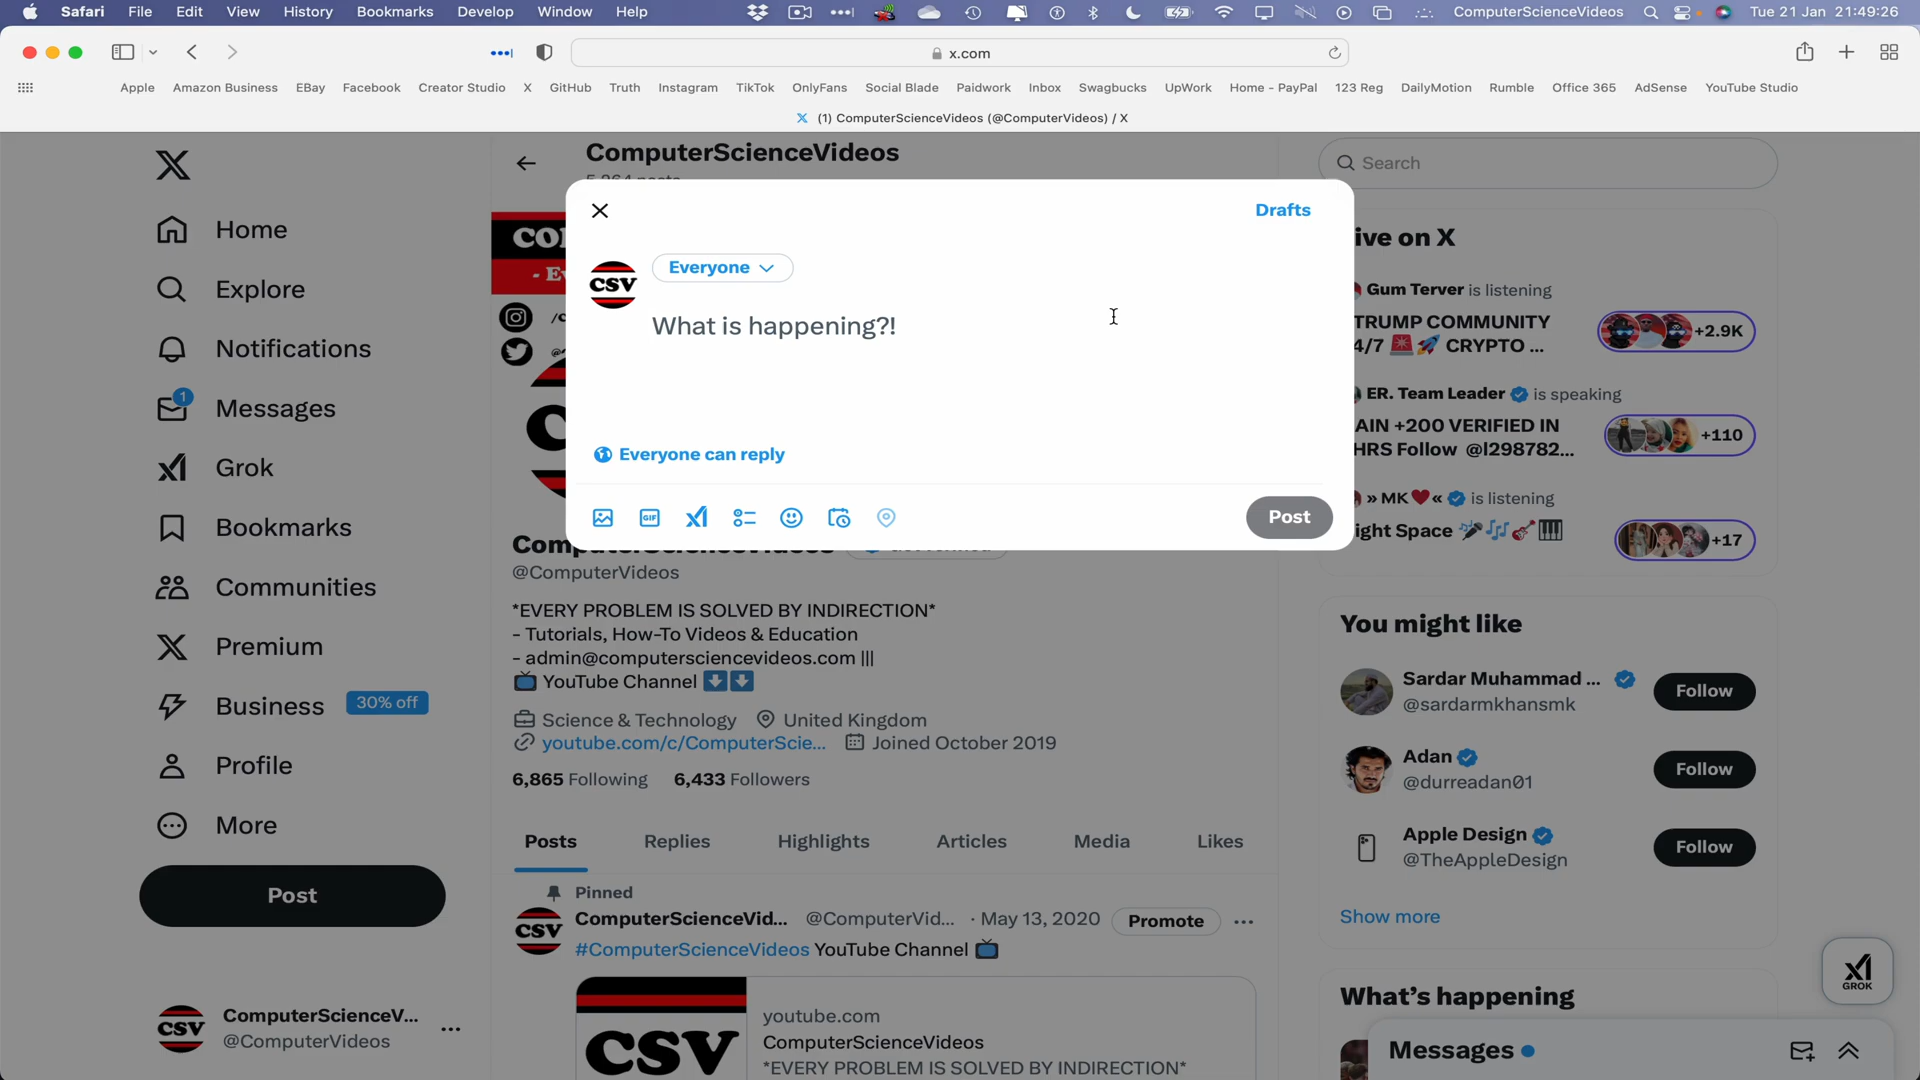 Safari File Edit View History Bookmarks Develop Window Help ComputerScienceVideos Tue 21 Jan 21:49:26
x.com
Apple Amazon Business EBay Facebook Creator Studio X GitHub Truth Instagram TikTok OnlyFans Social Blade Paidwork Inbox Swagbucks UpWork Home - PayPal 123 Reg DailyMotion Rumble Office 365 AdSense YouTube Studio
(1) ComputerScienceVideos (@ComputerVideos) / X
Home
Explore
Notifications
1
Messages
Grok
Bookmarks
Communities
Premium
Business 30% off
Profile
More
Post
CSV
ComputerScienceV...
@ComputerVideos
ComputerScienceVideos
Drafts
CSV
Everyone
What is happening?!
Everyone can reply
GIF
Post
@ComputerVideos
*EVERY PROBLEM IS SOLVED BY INDIRECTION*
- Tutorials, How-To Videos & Education
- admin@computersciencevideos.com |||
YouTube Channel
Science & Technology United Kingdom
youtube.com/c/ComputerScie... Joined October 2019
6,865 Following 6,433 Followers
Posts Replies Highlights Articles Media Likes
Pinned
CSV
ComputerScienceVid... @ComputerVid... · May 13, 2020 Promote
#ComputerScienceVideos YouTube Channel
CSV
youtube.com
ComputerScienceVideos
*EVERY PROBLEM IS SOLVED BY INDIRECTION*
Search
ive on X
Gum Terver is listening
TRUMP COMMUNITY
4/7 CRYPTO ...
+2.9K
ER. Team Leader is speaking
AIN +200 VERIFIED IN
HRS Follow @l298782...
+110
» MK❤️« is listening
ight Space
+17
You might like
Sardar Muhammad ...
@sardarmkhansmk
Follow
Adan
@durreadan01
Follow
Apple Design
@TheAppleDesign
Follow
Show more
GROK
What's happening
Messages